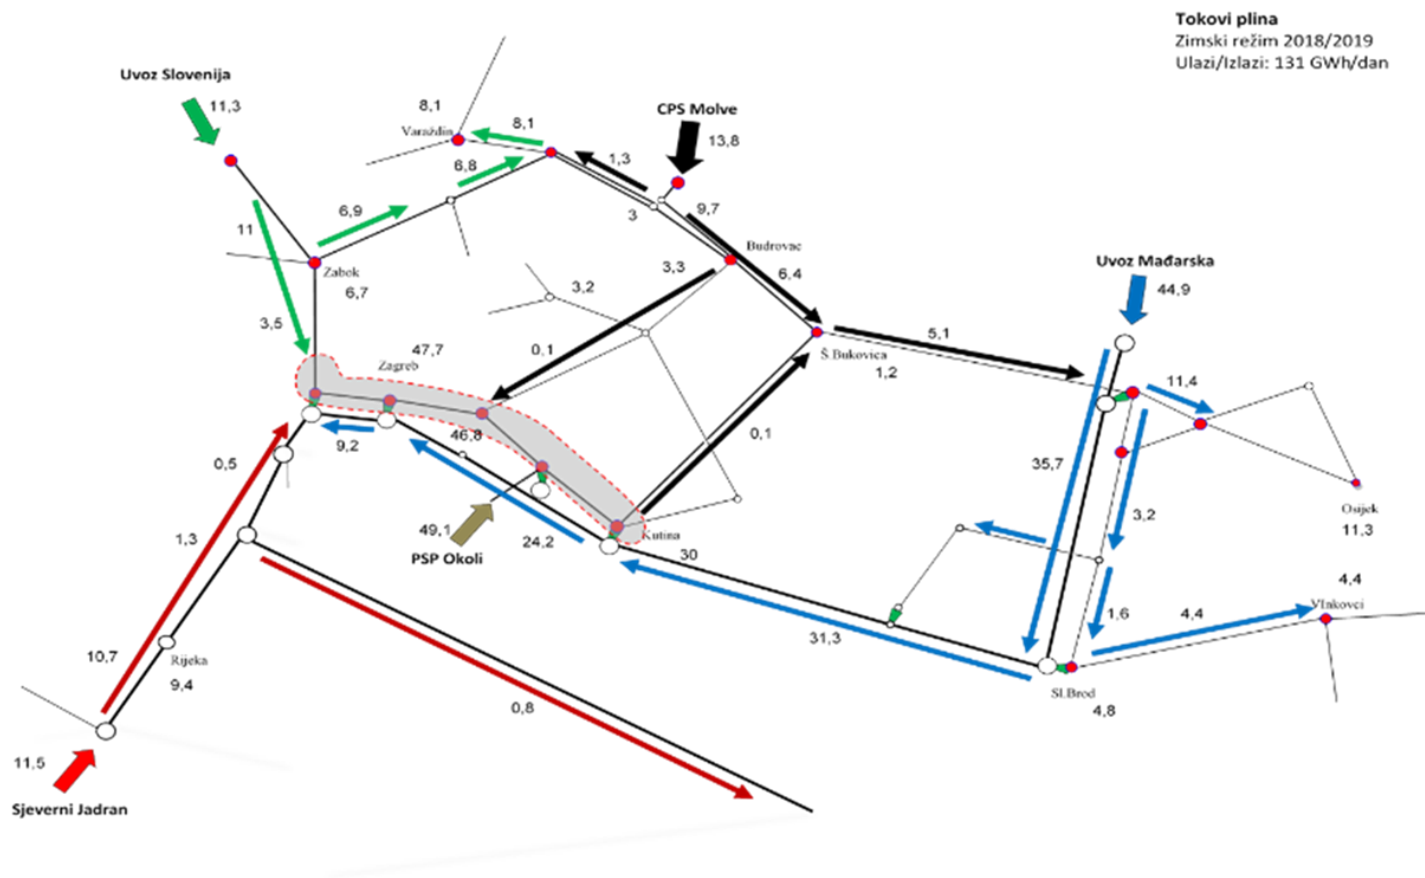 Tokovi plina
Zimski režim 2018/2019
Ulazi/Izlazi: 131 GWh/dan
Uvoz Slovenija
11,3
8,1
Varaždin
8,1
CPS Molve
13,8
6,8
1,3
3
9,7
6,9
11
Zabok
6,7
3,5
Budrovac
6,4
3,3
3,2
0,1
Uvoz Mađarska
44,9
5,1
Š.Bukovica
1,2
47,7
Zagreb
11,4
9,2
46,8
0,1
0,5
35,7
Osijek
11,3
3,2
49,1
24,2
PSP Okoli
Kutina
30
1,3
4,4
Vinkovci
1,6
4,4
31,3
10,7
Rijeka
9,4
Sl.Brod
4,8
0,8
11,5
Sjeverni Jadran